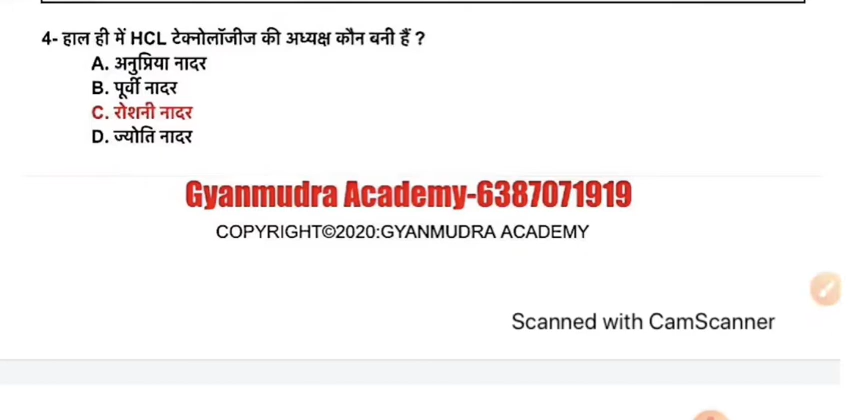 4- हाल ही में HCL टेक्नोलॉजीज की अध्यक्ष कौन बनी हैं ?
A. अनुप्रिया नादर
B. पूर्वी नादर
C. रोशनी नादर
D. ज्योति नादर
Gyanmudra Academy-6387071919
COPYRIGHT©2020:GYANMUDRA ACADEMY
Scanned with CamScanner